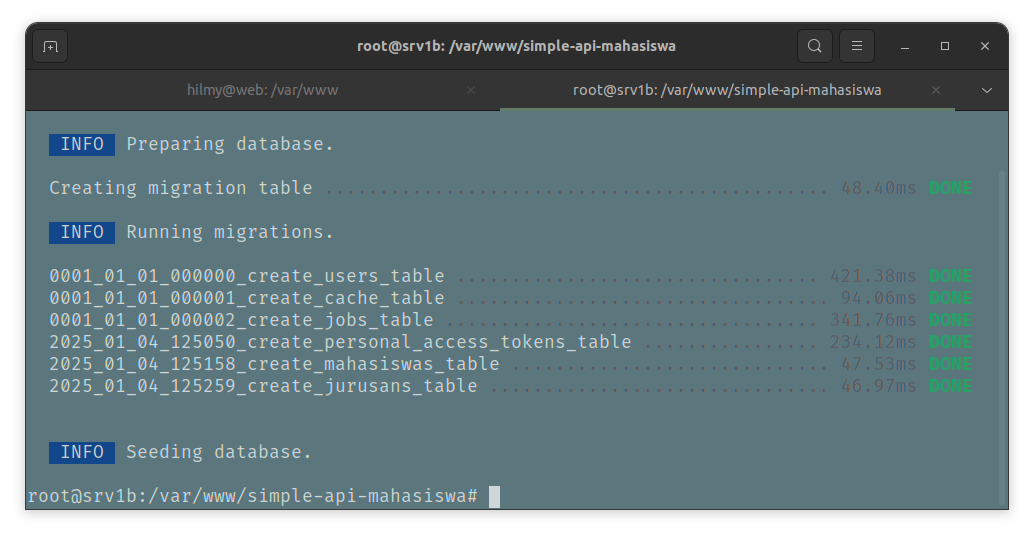 root@srv1b: /var/www/simple-api-mahasiswa
hilmy@web: /var/www
root@srv1b: /var/www/simple-api-mahasiswa
INFO Preparing database.
Creating migration table .............................................. 48.40ms DONE
INFO Running migrations.
0001_01_01_000000_create_users_table .................................. 421.38ms DONE
0001_01_01_000001_create_cache_table .................................. 94.06ms DONE
0001_01_01_000002_create_jobs_table ................................... 341.76ms DONE
2025_01_04_125050_create_personal_access_tokens_table ................. 234.12ms DONE
2025_01_04_125158_create_mahasiswas_table ............................. 47.53ms DONE
2025_01_04_125259_create_jurusans_table ............................... 46.97ms DONE
INFO Seeding database.
root@srv1b:/var/www/simple-api-mahasiswa#